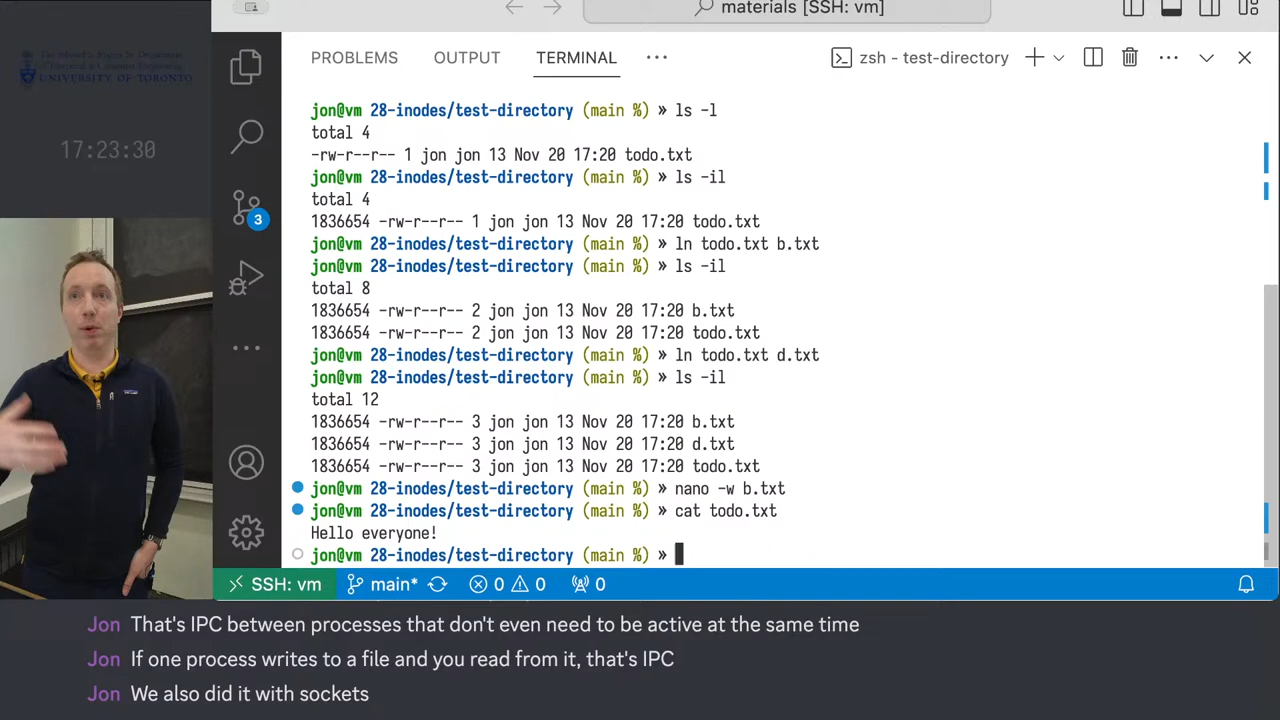 materials [SSH: vm]
UNIVERSITY OF TORONTO
17:23:30
PROBLEMS OUTPUT TERMINAL ··· zsh - test-directory
jon@vm 28-inodes/test-directory (main %) » ls -l
total 4
-rw-r--r-- 1 jon jon 13 Nov 20 17:20 todo.txt
jon@vm 28-inodes/test-directory (main %) » ls -il
total 4
1836654 -rw-r--r-- 1 jon jon 13 Nov 20 17:20 todo.txt
jon@vm 28-inodes/test-directory (main %) » ln todo.txt b.txt
jon@vm 28-inodes/test-directory (main %) » ls -il
total 8
1836654 -rw-r--r-- 2 jon jon 13 Nov 20 17:20 b.txt
1836654 -rw-r--r-- 2 jon jon 13 Nov 20 17:20 todo.txt
jon@vm 28-inodes/test-directory (main %) » ln todo.txt d.txt
jon@vm 28-inodes/test-directory (main %) » ls -il
total 12
1836654 -rw-r--r-- 3 jon jon 13 Nov 20 17:20 b.txt
1836654 -rw-r--r-- 3 jon jon 13 Nov 20 17:20 d.txt
1836654 -rw-r--r-- 3 jon jon 13 Nov 20 17:20 todo.txt
jon@vm 28-inodes/test-directory (main %) » nano -w b.txt
jon@vm 28-inodes/test-directory (main %) » cat todo.txt
Hello everyone!
jon@vm 28-inodes/test-directory (main %) »
3
SSH: vm main* 0 0 0
Jon That's IPC between processes that don't even need to be active at the same time
Jon If one process writes to a file and you read from it, that's IPC
Jon We also did it with sockets